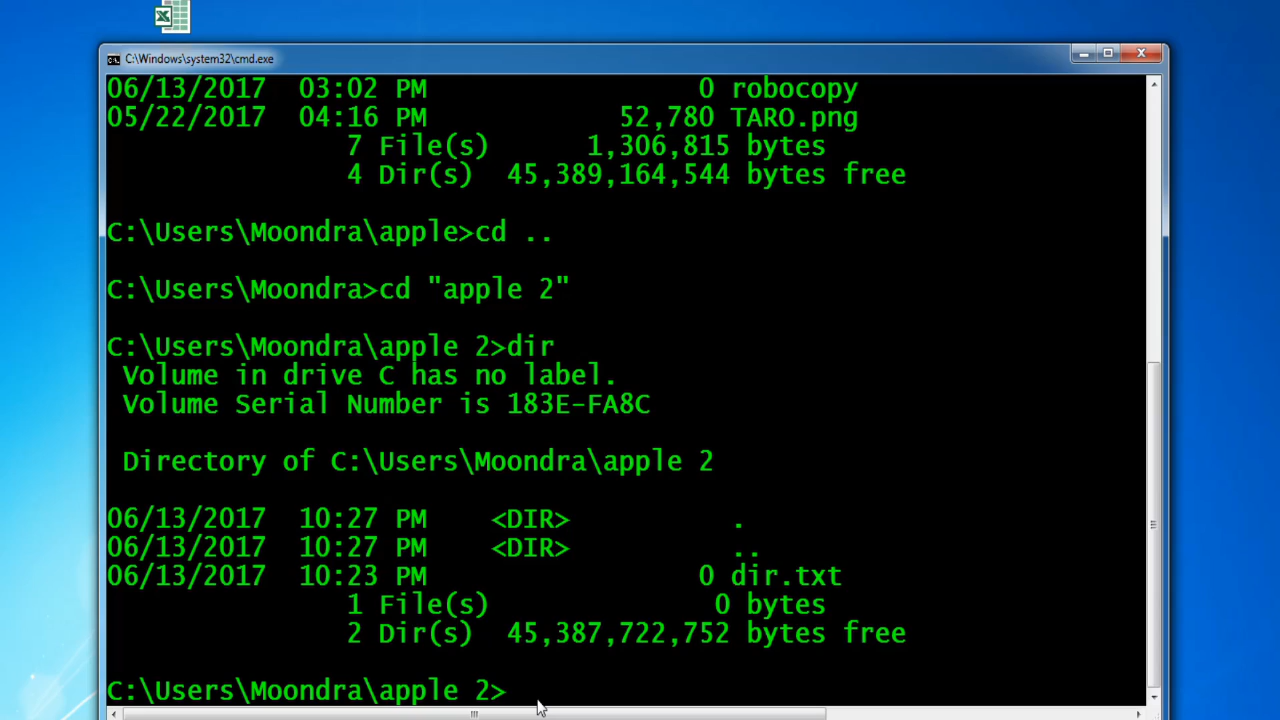 C:\Windows\system32\cmd.exe
06/13/2017 03:02 PM 0 robocopy
05/22/2017 04:16 PM 52,780 TARO.png
7 File(s) 1,306,815 bytes
4 Dir(s) 45,389,164,544 bytes free
C:\Users\Moondra\apple>cd ..
C:\Users\Moondra>cd "apple 2"
C:\Users\Moondra\apple 2>dir
Volume in drive C has no label.
Volume Serial Number is 183E-FA8C
Directory of C:\Users\Moondra\apple 2
06/13/2017 10:27 PM <DIR> .
06/13/2017 10:27 PM <DIR> ..
06/13/2017 10:23 PM 0 dir.txt
1 File(s) 0 bytes
2 Dir(s) 45,387,722,752 bytes free
C:\Users\Moondra\apple 2>